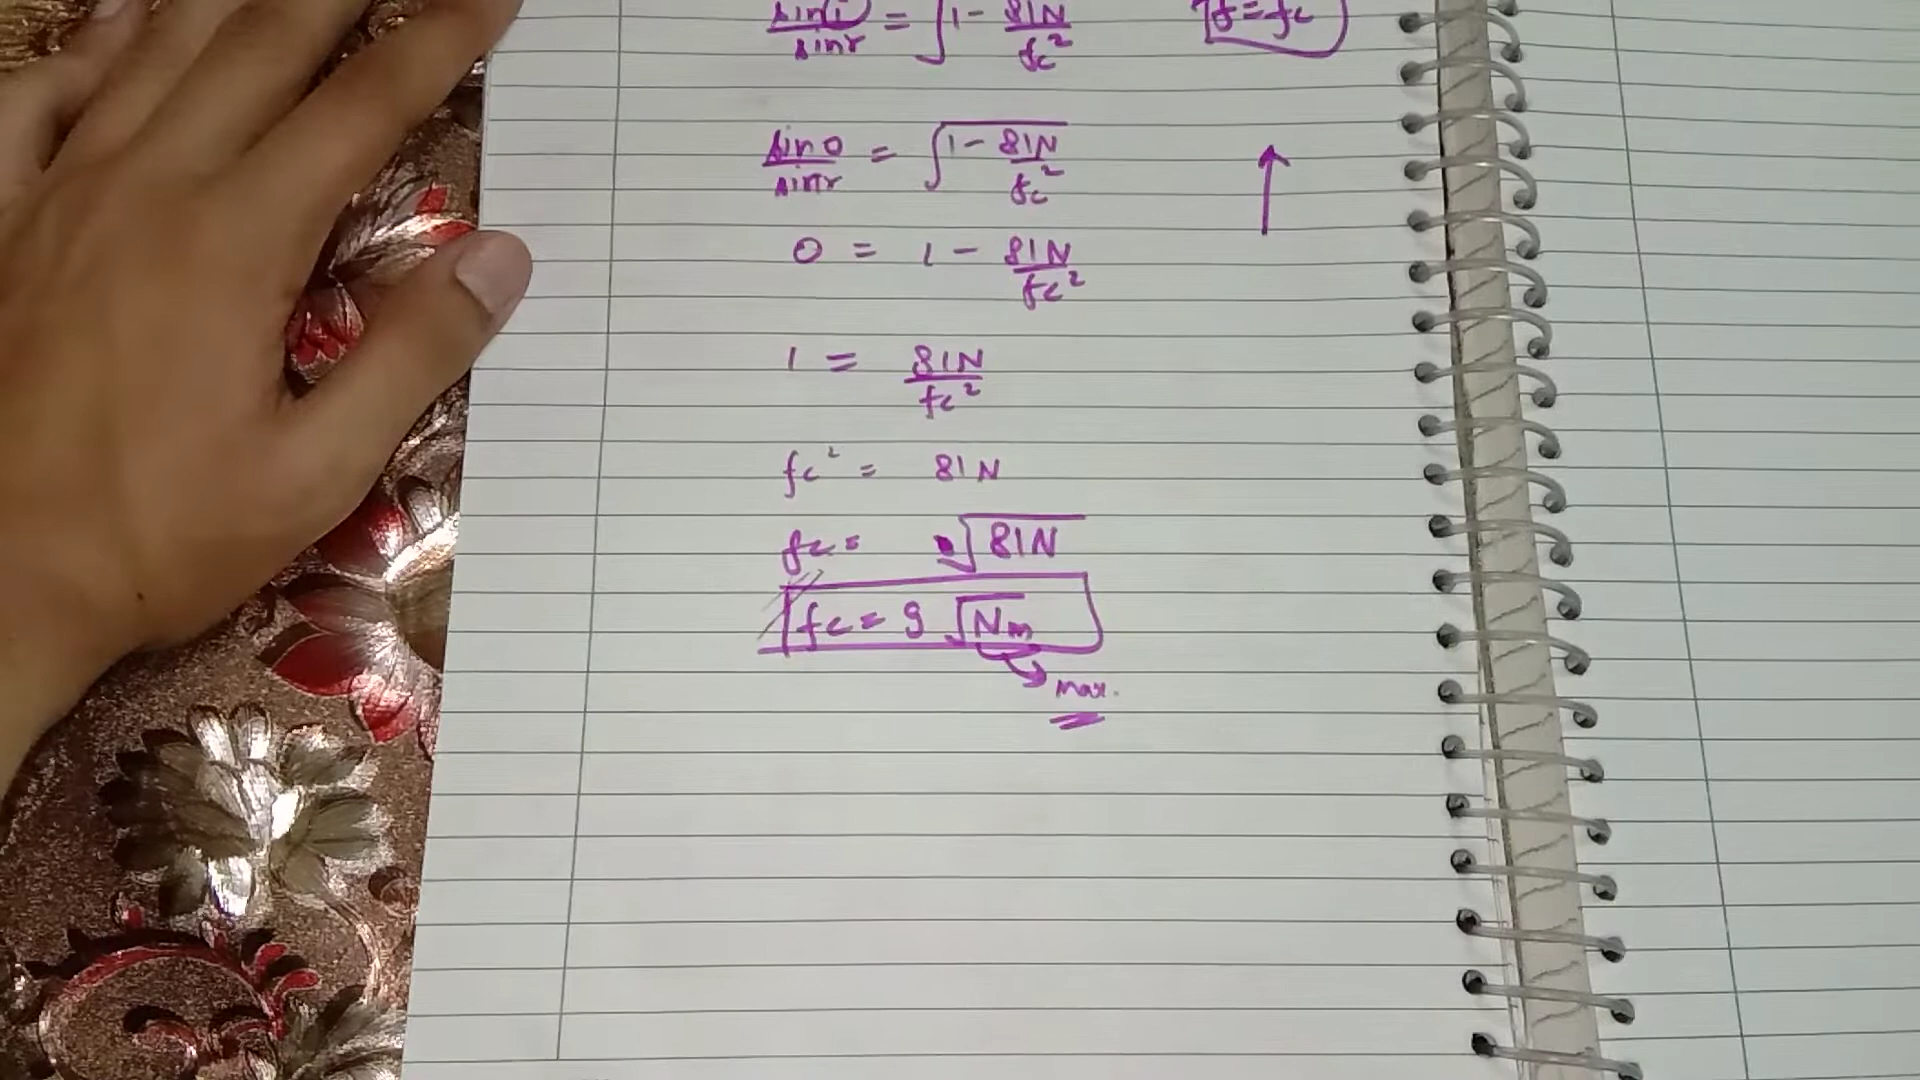 sin i / sin r = √1 - 81N / fc² f = fc
sin 0 / sin r = √1 - 81N / fc²
0 = 1 - 81N / fc²
1 = 81N / fc²
fc² = 81N
fc = √81N
fc = 9 √Nm
max.